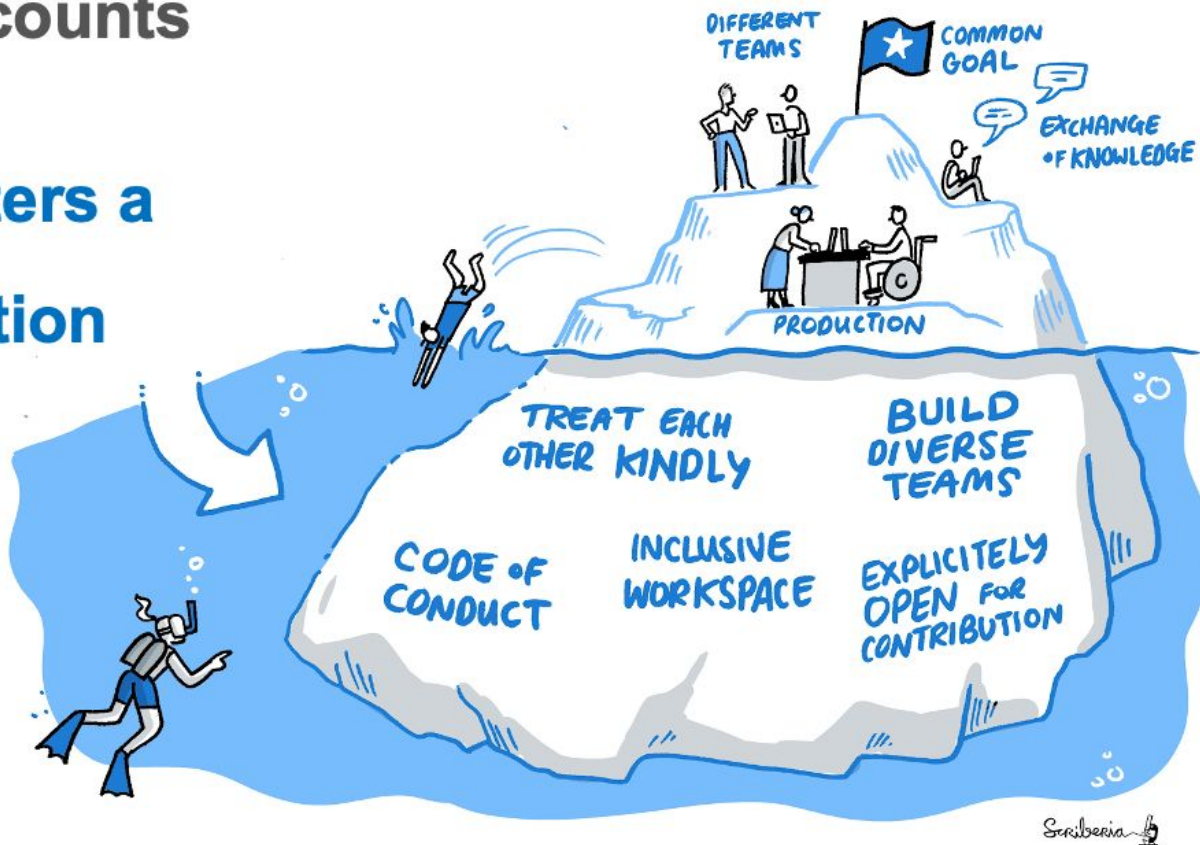 counts
ters a
tion
DIFFERENT
TEAMS
COMMON
GOAL
EXCHANGE
OF KNOWLEDGE
PRODUCTION
TREAT EACH
OTHER KINDLY
BUILD
DIVERSE
TEAMS
CODE OF
CONDUCT
INCLUSIVE
WORKSPACE
EXPLICITELY
OPEN FOR
CONTRIBUTION
Scriberia